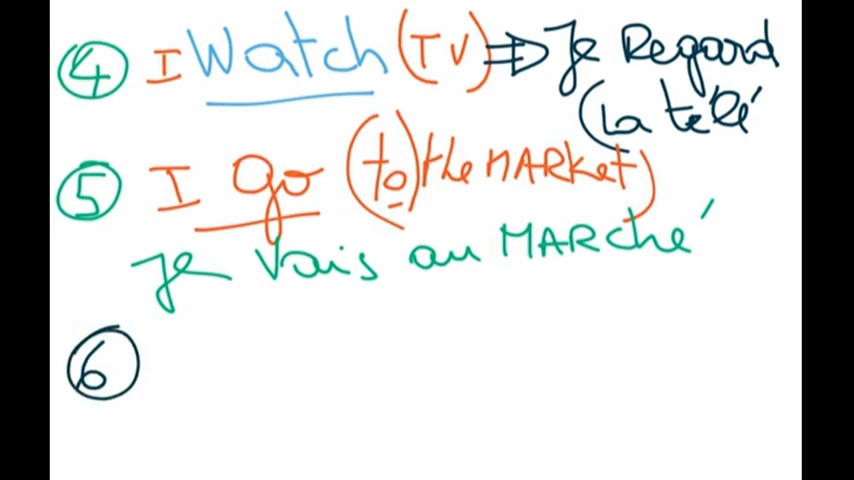 4 I Watch (TV) ⇒ Je Regard
(La télé
5 I go (to) the MARKet)
Je vais au MARché
6